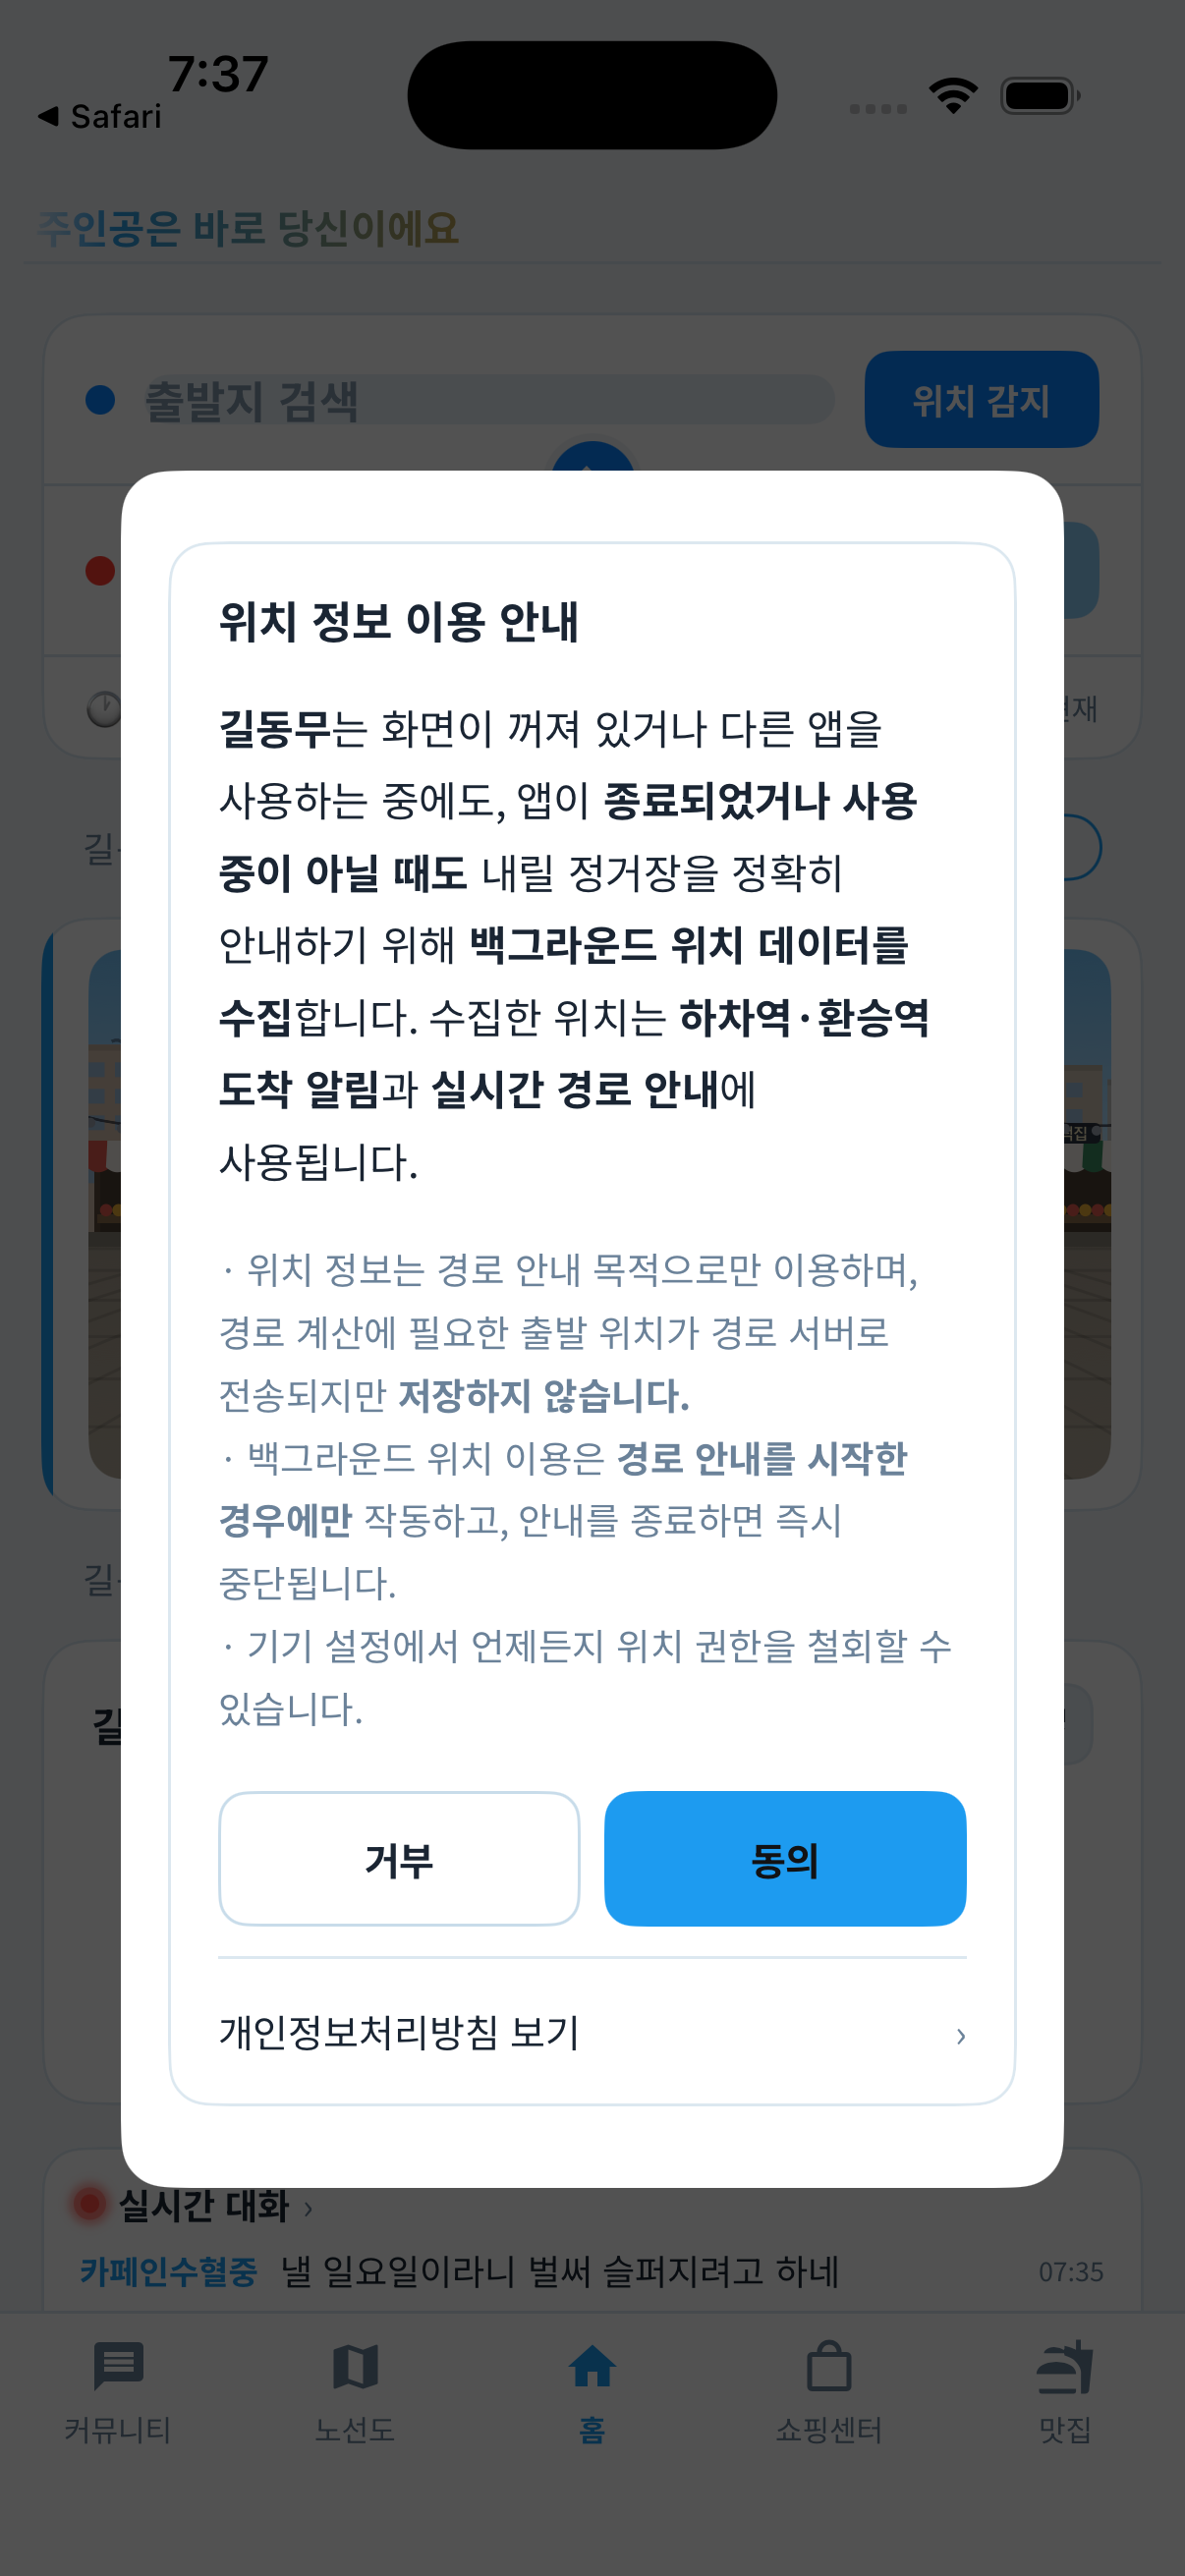 7:37
Safari
주인공은 바로 당신이에요
출발지 검색
위치 감지
위치 정보 이용 안내
길동무는 화면이 꺼져 있거나 다른 앱을
사용하는 중에도, 앱이 종료되었거나 사용
중이 아닐 때도 내릴 정거장을 정확히
안내하기 위해 백그라운드 위치 데이터를
수집합니다. 수집한 위치는 하차역·환승역
도착 알림과 실시간 경로 안내에
사용됩니다.
· 위치 정보는 경로 안내 목적으로만 이용하며,
경로 계산에 필요한 출발 위치가 경로 서버로
전송되지만 저장하지 않습니다.
· 백그라운드 위치 이용은 경로 안내를 시작한
경우에만 작동하고, 안내를 종료하면 즉시
중단됩니다.
· 기기 설정에서 언제든지 위치 권한을 철회할 수
있습니다.
거부
동의
개인정보처리방침 보기 ›
실시간 대화 ›
카페인수혈중 낼 일요일이라니 벌써 슬퍼지려고 하네 07:35
커뮤니티
노선도
홈
쇼핑센터
맛집